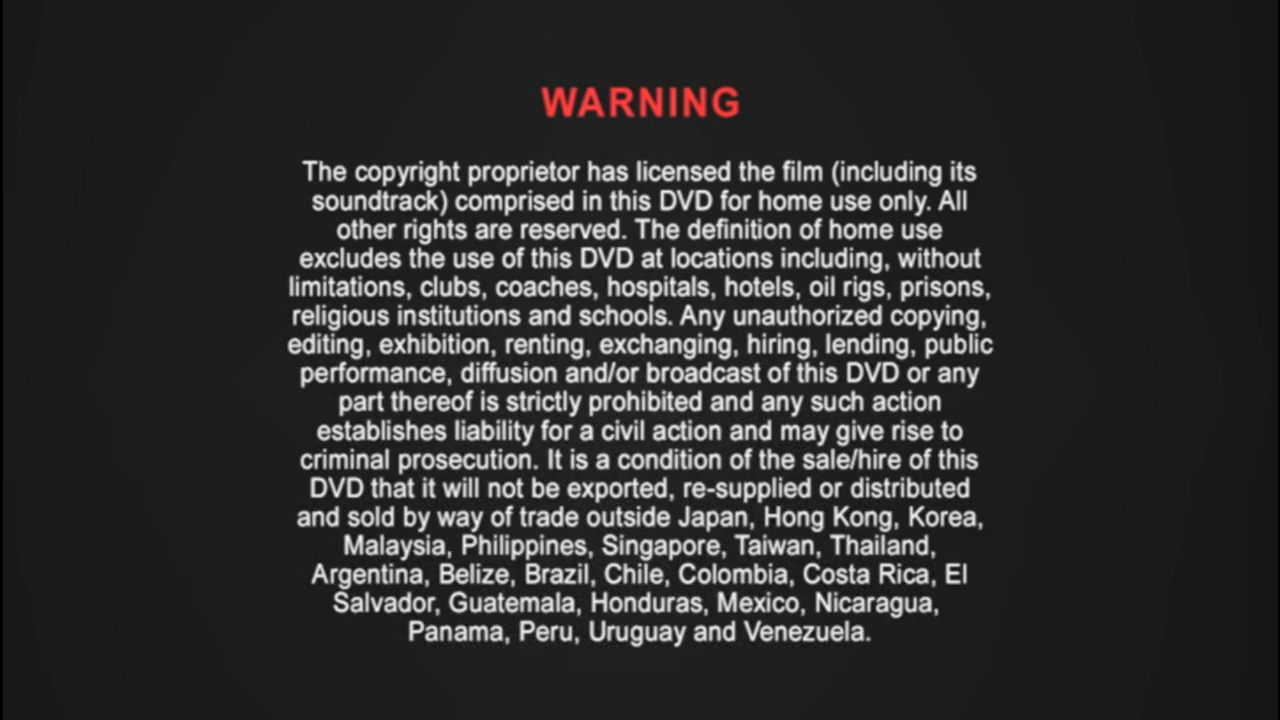 WARNING
The copyright proprietor has licensed the film (including its
soundtrack) comprised in this DVD for home use only. All
other rights are reserved. The definition of home use
excludes the use of this DVD at locations including, without
limitations, clubs, coaches, hospitals, hotels, oil rigs, prisons,
religious institutions and schools. Any unauthorized copying,
editing, exhibition, renting, exchanging, hiring, lending, public
performance, diffusion and/or broadcast of this DVD or any
part thereof is strictly prohibited and any such action
establishes liability for a civil action and may give rise to
criminal prosecution. It is a condition of the sale/hire of this
DVD that it will not be exported, re-supplied or distributed
and sold by way of trade outside Japan, Hong Kong, Korea,
Malaysia, Philippines, Singapore, Taiwan, Thailand,
Argentina, Belize, Brazil, Chile, Colombia, Costa Rica, El
Salvador, Guatemala, Honduras, Mexico, Nicaragua,
Panama, Peru, Uruguay and Venezuela.